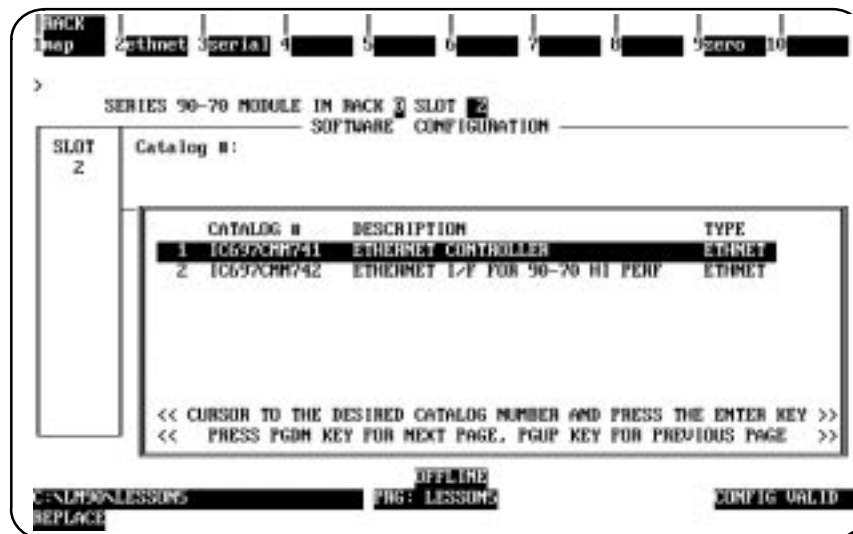 RACK
1map 2ethnet 3serial 4 5 6 7 8 9zero 10
>
SERIES 90-70 MODULE IN RACK 0 SLOT 2
SOFTWARE CONFIGURATION
SLOT
2
Catalog #:
CATALOG # DESCRIPTION TYPE
1 IC697CMM741 ETHERNET CONTROLLER ETHNET
2 IC697CMM742 ETHERNET I/F FOR 90-70 HI PERF ETHNET
<< CURSOR TO THE DESIRED CATALOG NUMBER AND PRESS THE ENTER KEY >>
<< PRESS PGDN KEY FOR NEXT PAGE, PGUP KEY FOR PREVIOUS PAGE >>
OFFLINE
C:\LM90\LESSON5 PRG: LESSON5 CONFIG VALID
REPLACE